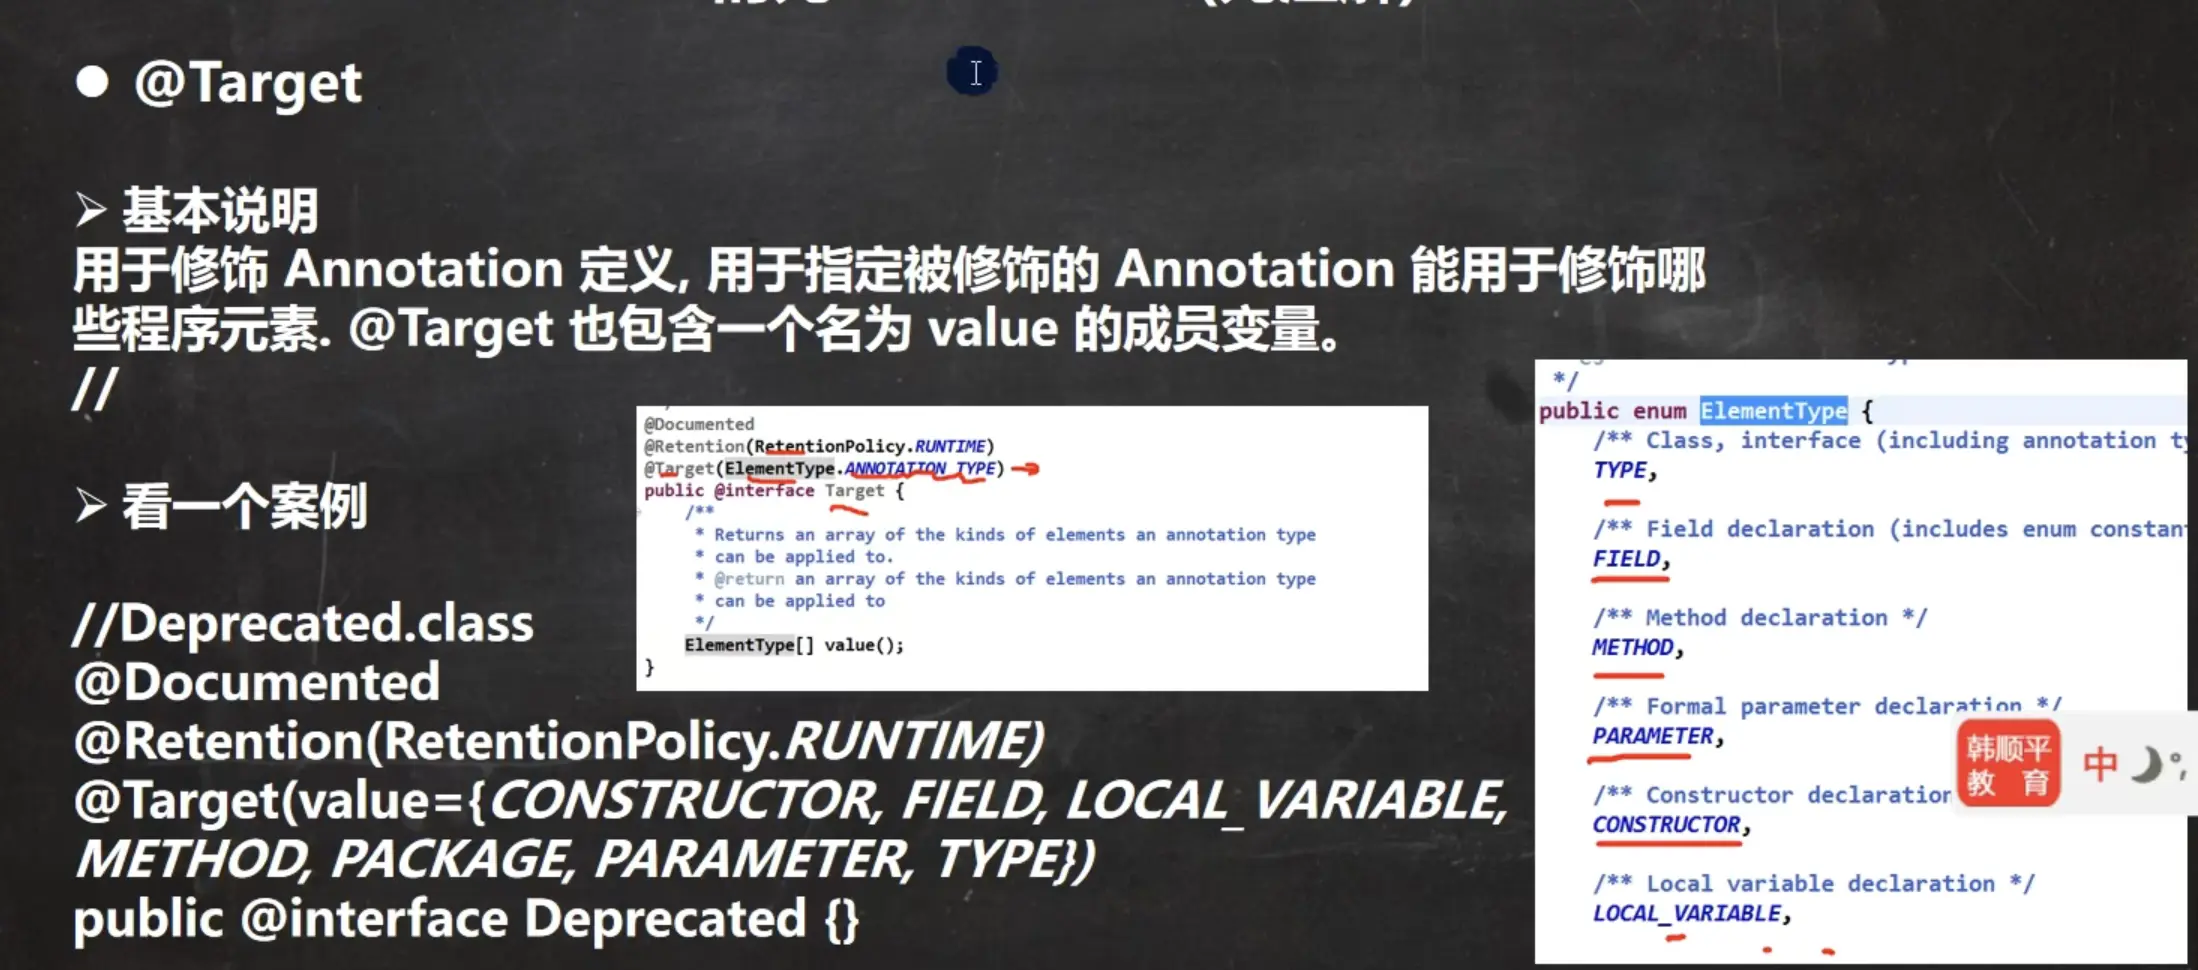 ● @Target
➢ 基本说明
用于修饰 Annotation 定义, 用于指定被修饰的 Annotation 能用于修饰哪
些程序元素. @Target 也包含一个名为 value 的成员变量。
//
➢ 看一个案例
//Deprecated.class
@Documented
@Retention(RetentionPolicy.RUNTIME)
@Target(value={CONSTRUCTOR, FIELD, LOCAL_VARIABLE,
METHOD, PACKAGE, PARAMETER, TYPE})
public @interface Deprecated {}
@Documented
@Retention(RetentionPolicy.RUNTIME)
@Target(ElementType.ANNOTATION_TYPE)
public @interface Target {
/**
* Returns an array of the kinds of elements an annotation type
* can be applied to.
* @return an array of the kinds of elements an annotation type
* can be applied to
*/
ElementType[] value();
}
*/
public enum ElementType {
/** Class, interface (including annotation
TYPE,
/** Field declaration (includes enum
FIELD,
/** Method declaration */
METHOD,
/** Formal parameter declaration */
PARAMETER,
/** Constructor declaration
CONSTRUCTOR,
/** Local variable declaration */
LOCAL_VARIABLE,
韩顺平
教 育
中